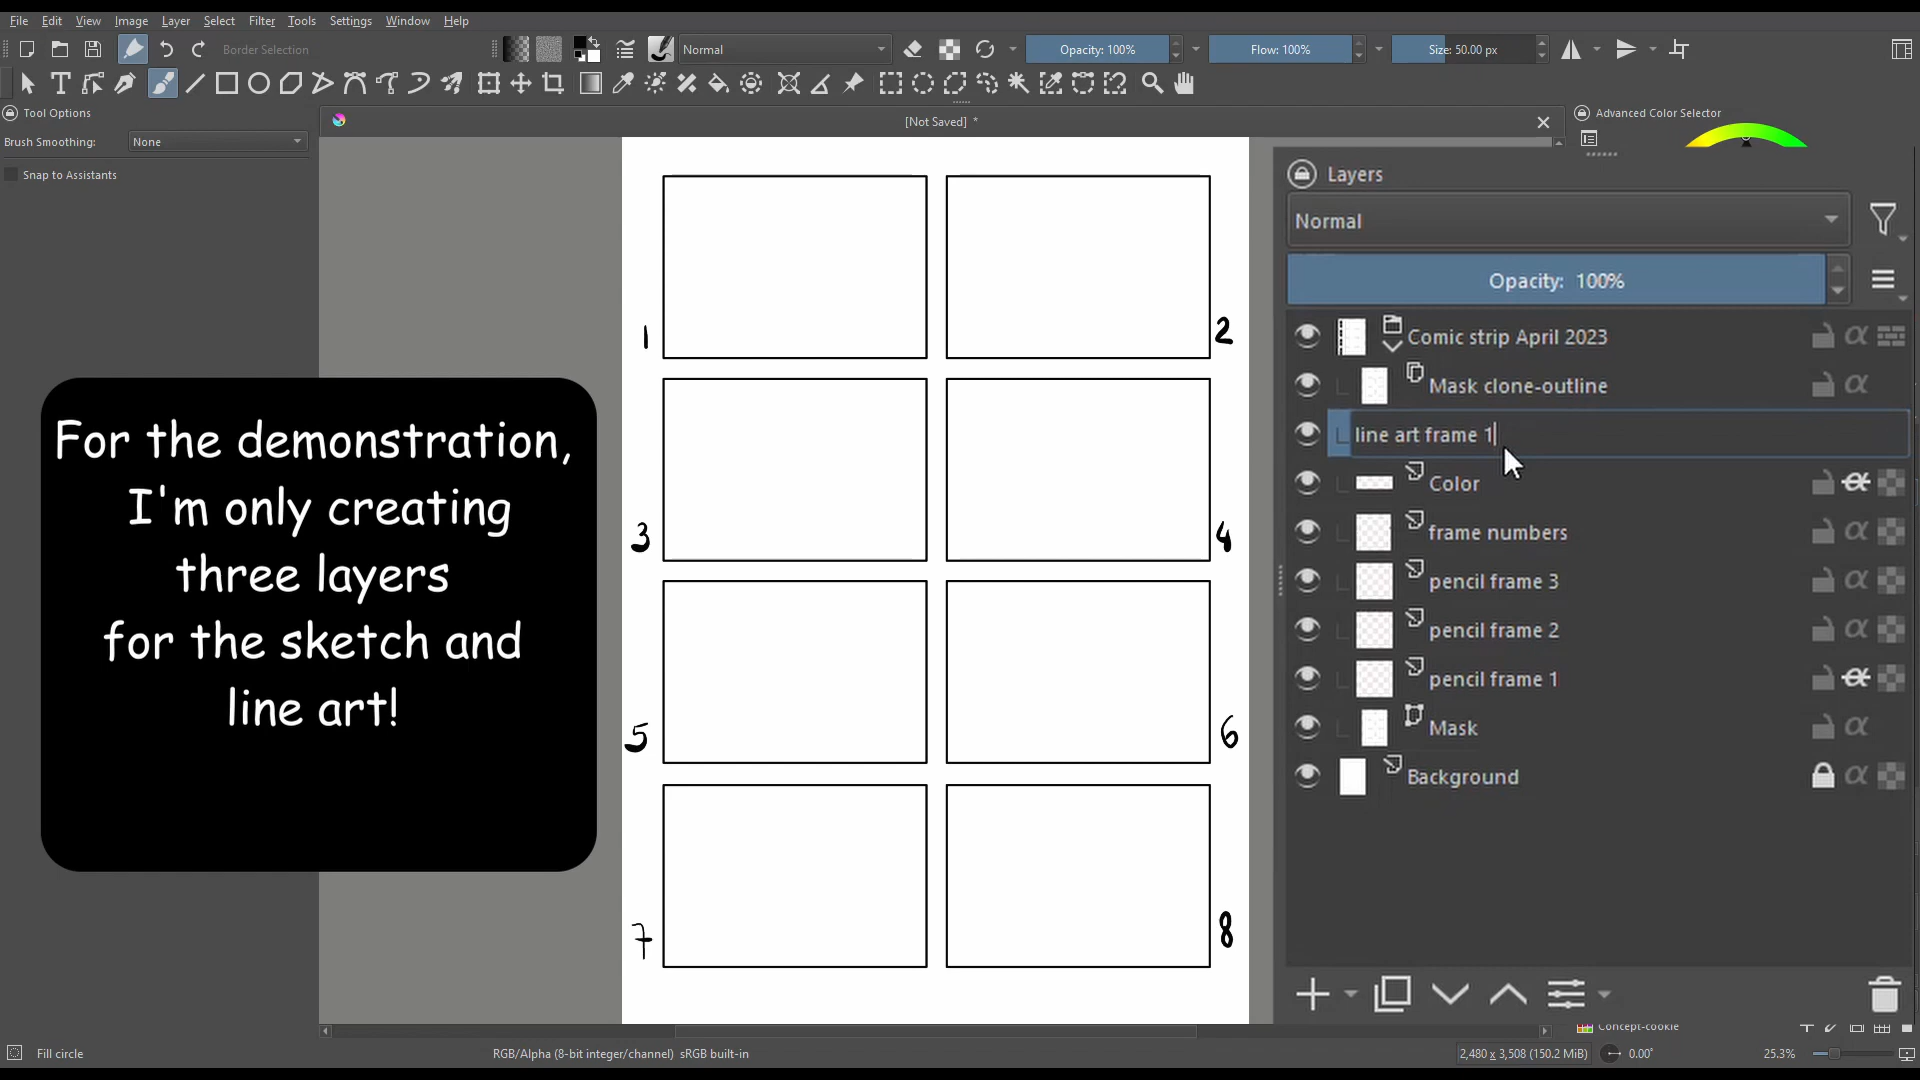 File Edit View Image Layer Select Filter Tools Settings Window Help
Border Selection
Normal
Opacity: 100%
Flow: 100%
Size: 50.00 px
Tool Options
Brush Smoothing: None
Snap to Assistants
[Not Saved] *
Advanced Color Selector
For the demonstration,
I'm only creating
three layers
for the sketch and
line art!
1
2
3
4
5
6
7
8
Layers
Normal
Opacity: 100%
Comic strip April 2023
Mask clone-outline
line art frame 1
Color
frame numbers
pencil frame 3
pencil frame 2
pencil frame 1
Mask
Background
Concept-cookie
Fill circle
RGB/Alpha (8-bit integer/channel) sRGB built-in
2,480 x 3,508 (150.2 MiB)
0.00°
25.3%